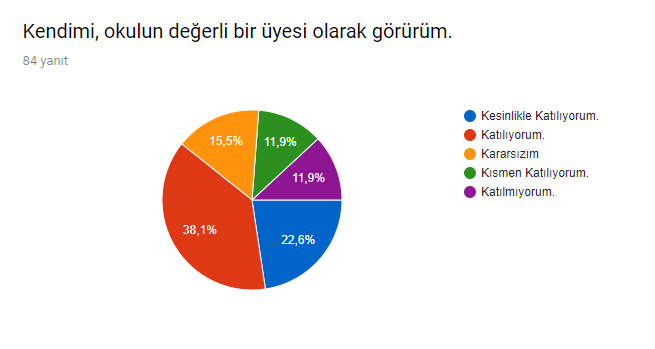 Kendimi, okulun değerli bir üyesi olarak görürüm.
84 yanıt
15,5%
11,9%
11,9%
38,1%
22,6%
Kesinlikle Katılıyorum.
Katılıyorum.
Kararsızım
Kısmen Katılıyorum.
Katılmıyorum.